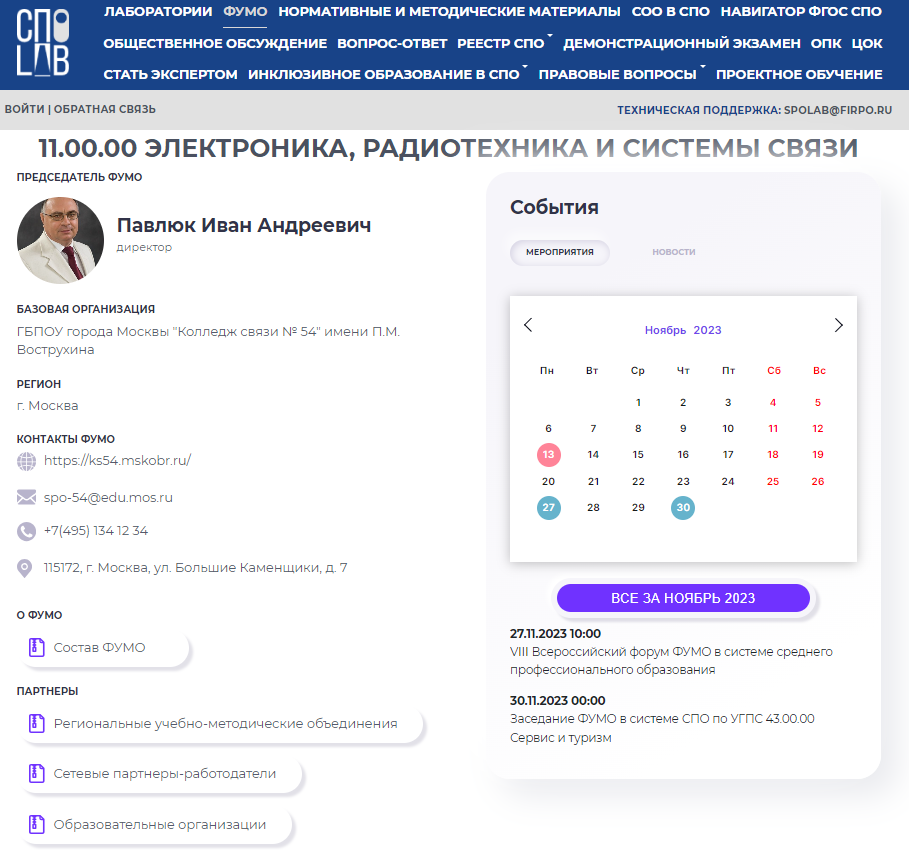 СПО LAB
ЛАБОРАТОРИИ ФУМО НОРМАТИВНЫЕ И МЕТОДИЧЕСКИЕ МАТЕРИАЛЫ СОО В СПО НАВИГАТОР ФГОС СПО
ОБЩЕСТВЕННОЕ ОБСУЖДЕНИЕ ВОПРОС-ОТВЕТ РЕЕСТР СПО ДЕМОНСТРАЦИОННЫЙ ЭКЗАМЕН ОПК ЦОК
СТАТЬ ЭКСПЕРТОМ ИНКЛЮЗИВНОЕ ОБРАЗОВАНИЕ В СПО ПРАВОВЫЕ ВОПРОСЫ ПРОЕКТНОЕ ОБУЧЕНИЕ
ВОЙТИ | ОБРАТНАЯ СВЯЗЬ
ТЕХНИЧЕСКАЯ ПОДДЕРЖКА: SPOLAB@FIRPO.RU
11.00.00 ЭЛЕКТРОНИКА, РАДИОТЕХНИКА И СИСТЕМЫ СВЯЗИ
ПРЕДСЕДАТЕЛЬ ФУМО
Павлюк Иван Андреевич
директор
БАЗОВАЯ ОРГАНИЗАЦИЯ
ГБПОУ города Москвы "Колледж связи № 54" имени П.М.
Вострухина
РЕГИОН
г. Москва
КОНТАКТЫ ФУМО
https://ks54.mskobr.ru/
spo-54@edu.mos.ru
+7(495) 134 12 34
115172, г. Москва, ул. Большие Каменщики, д. 7
О ФУМО
Состав ФУМО
ПАРТНЕРЫ
Региональные учебно-методические объединения
Сетевые партнеры-работодатели
Образовательные организации
События
МЕРОПРИЯТИЯ НОВОСТИ
Ноябрь 2023
Пн Вт Ср Чт Пт Сб Вс
1 2 3 4 5
6 7 8 9 10 11 12
13 14 15 16 17 18 19
20 21 22 23 24 25 26
27 28 29 30
ВСЕ ЗА НОЯБРЬ 2023
27.11.2023 10:00
VIII Всероссийский форум ФУМО в системе среднего
профессионального образования
30.11.2023 00:00
Заседание ФУМО в системе СПО по УГПС 43.00.00
Сервис и туризм